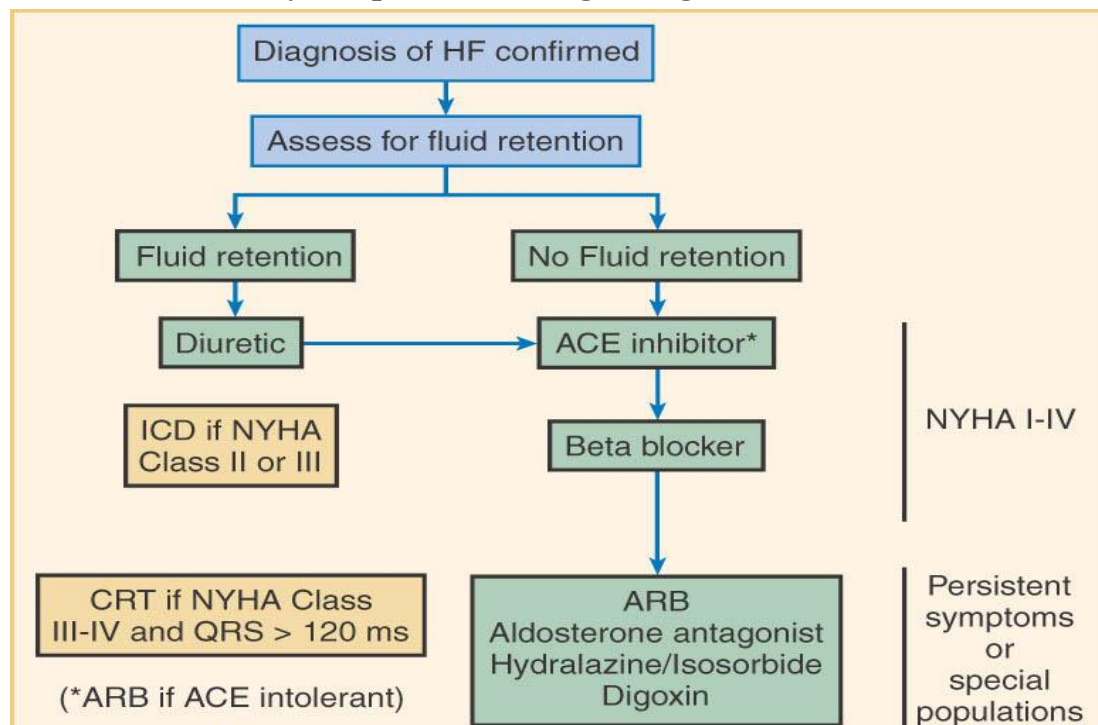 Diagnosis of HF confirmed
Assess for fluid retention
Fluid retention
No Fluid retention
Diuretic
ACE inhibitor*
ICD if NYHA
Class II or III
Beta blocker
NYHA I-IV
CRT if NYHA Class
III-IV and QRS > 120 ms
(*ARB if ACE intolerant)
ARB
Aldosterone antagonist
Hydralazine/Isosorbide
Digoxin
Persistent
symptoms
or
special
populations